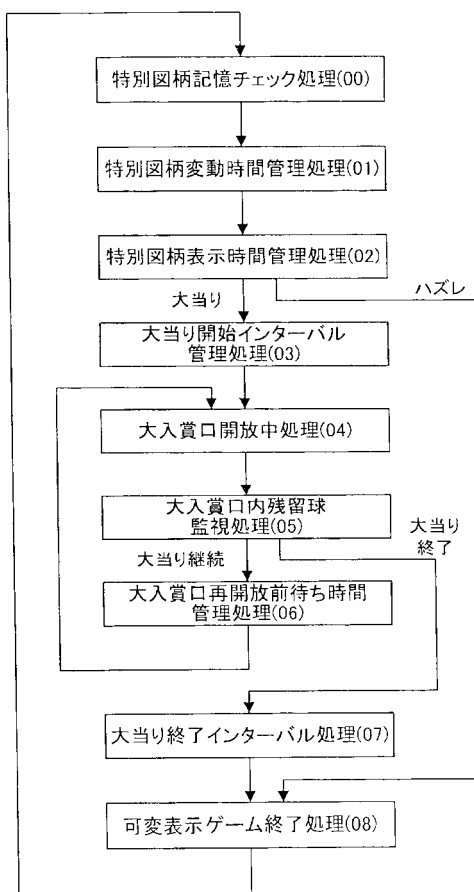 特別図柄記憶チェック処理(00)
特別図柄変動時間管理処理(01)
特別図柄表示時間管理処理(02)
ハズレ
大当り
大当り開始インターバル
管理処理(03)
大入賞口開放中処理(04)
大入賞口内残留球
監視処理(05)
大当り
終了
大当り継続
大入賞口再開放前待ち時間
管理処理(06)
大当り終了インターバル処理(07)
可変表示ゲーム終了処理(08)